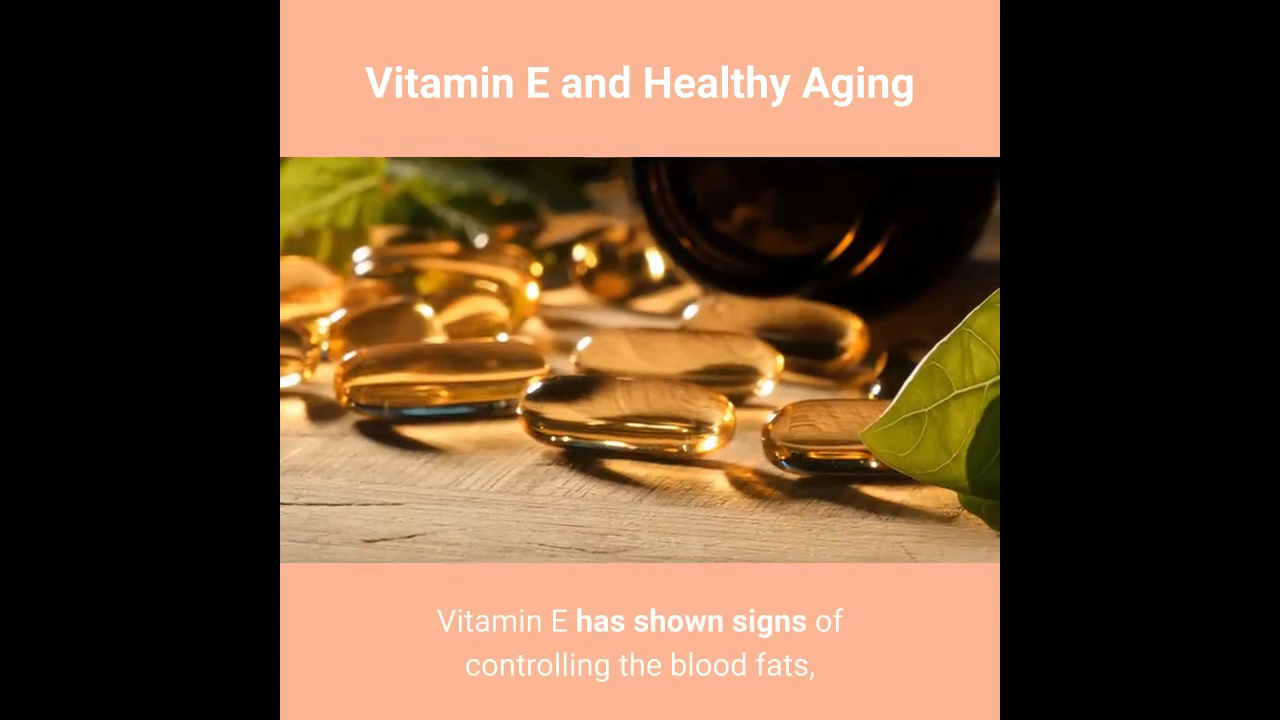 Vitamin E and Healthy Aging
Vitamin E has shown signs of
controlling the blood fats,